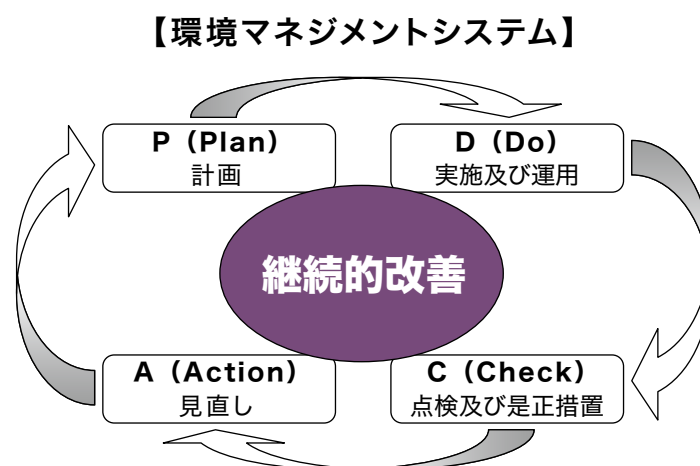 【環境マネジメントシステム】
P（Plan）
計画
D（Do）
実施及び運用
継続的改善
A（Action）
見直し
C（Check）
点検及び是正措置